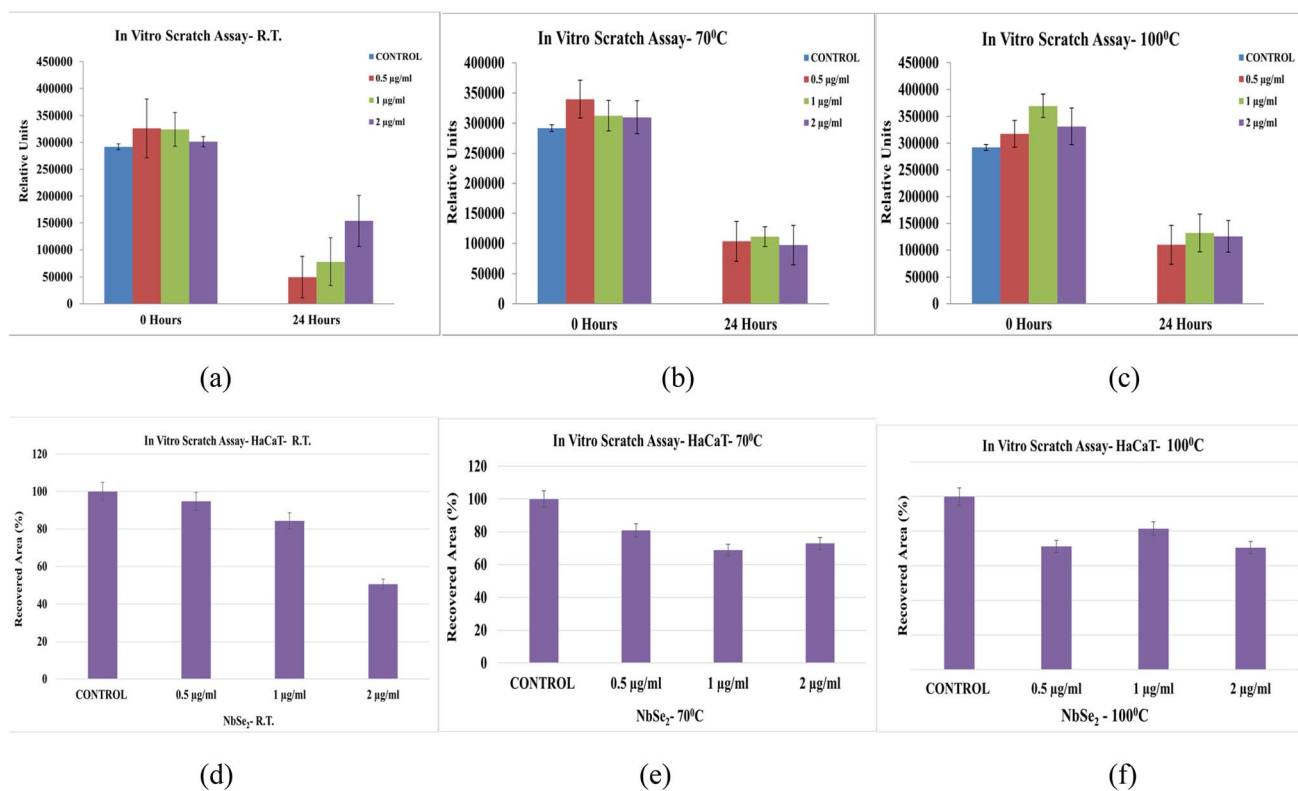 In Vitro Scratch Assay- R.T.
450000
400000
350000
300000
250000
200000
150000
100000
50000
0
Relative Units
0 Hours
24 Hours
CONTROL
0.5 µg/ml
1 µg/ml
2 µg/ml
(a)
In Vitro Scratch Assay- 70⁰C
400000
350000
300000
250000
200000
150000
100000
50000
0
Relative Units
0 Hours
24 Hours
CONTROL
0.5 µg/ml
1 µg/ml
2 µg/ml
(b)
In Vitro Scratch Assay- 100⁰C
450000
400000
350000
300000
250000
200000
150000
100000
50000
0
Relative Units
0 Hours
24 Hours
CONTROL
0.5 µg/ml
1 µg/ml
2 µg/ml
(c)
In Vitro Scratch Assay- HaCaT- R.T.
120
100
80
60
40
20
0
Recovered Area (%)
CONTROL
0.5 µg/ml
1 µg/ml
2 µg/ml
NbSe₂- R.T.
(d)
In Vitro Scratch Assay- HaCaT- 70⁰C
120
100
80
60
40
20
0
Recovered Area (%)
CONTROL
0.5 µg/ml
1 µg/ml
2 µg/ml
NbSe₂- 70⁰C
(e)
In Vitro Scratch Assay- HaCaT- 100⁰C
Recovered Area (%)
CONTROL
0.5 µg/ml
1 µg/ml
2 µg/ml
NbSe₂ - 100⁰C
(f)